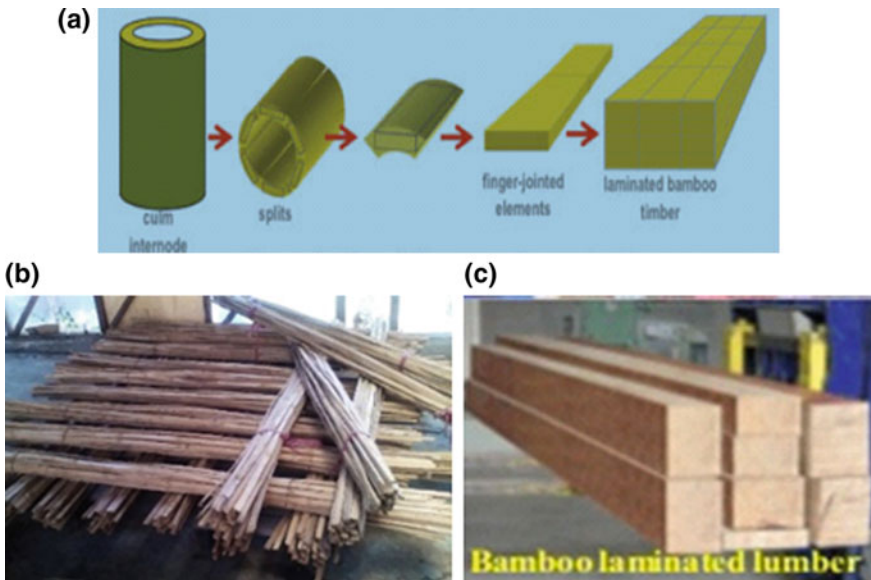 (a)
culm
internode
splits
finger-jointed
elements
laminated bamboo
timber
(b)
(c)
Bamboo laminated lumber